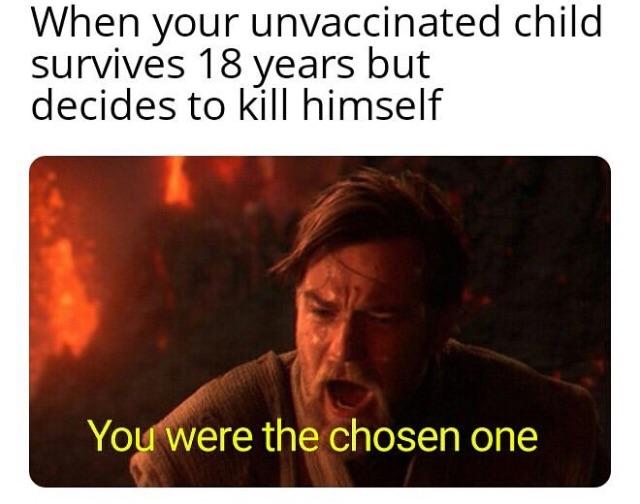 When your unvaccinated child
survives 18 years but
decides to kill himself
You were the chosen one